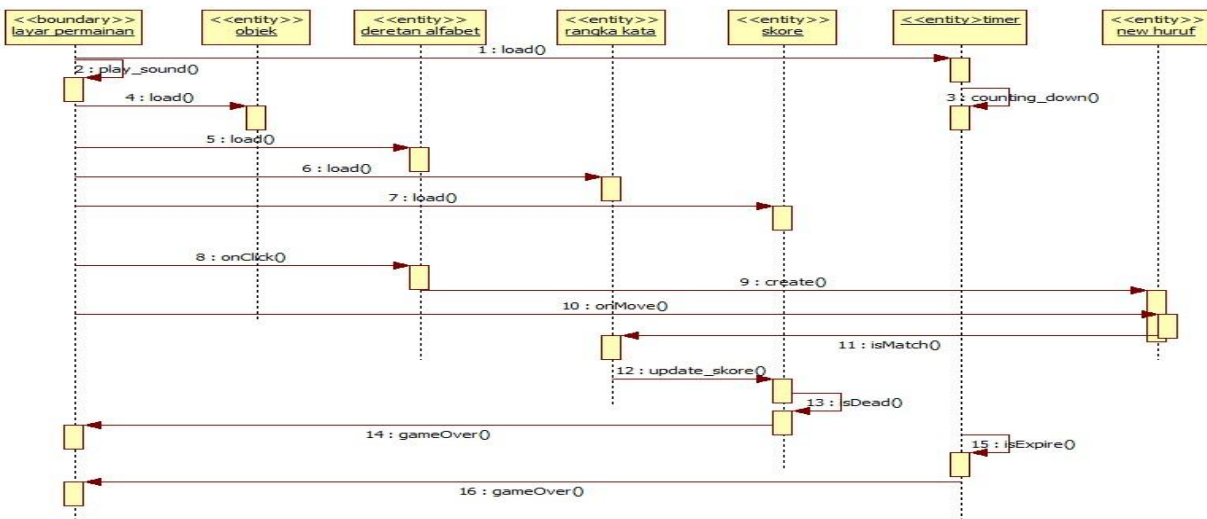 <<boundary>>
layar permainan
<<entity>>
objek
<<entity>>
deretan alfabet
<<entity>>
rangka kata
<<entity>>
skore
<<entity>timer
<<entity>>
new huruf
1 : load()
2 : play_sound()
3 : counting_down()
4 : load()
5 : load()
6 : load()
7 : load()
8 : onClick()
9 : create()
10 : onMove()
11 : isMatch()
12 : update_skore()
13 : isDead()
14 : gameOver()
15 : isExpire()
16 : gameOver()